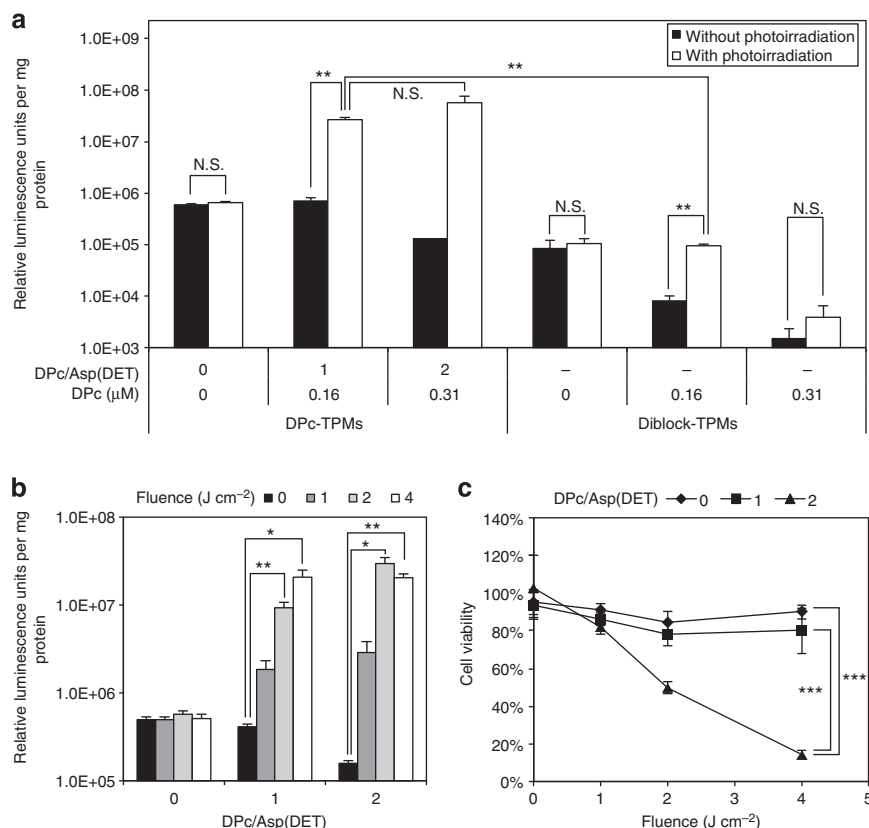 a
Relative luminescence units per mg
protein
1.0E+09
1.0E+08
1.0E+07
1.0E+06
1.0E+05
1.0E+04
1.0E+03
Without photoirradiation
With photoirradiation
N.S.
**
N.S.
**
N.S.
**
N.S.
DPc/Asp(DET) 0 1 2 – – –
DPc (μM) 0 0.16 0.31 0 0.16 0.31
DPc-TPMs Diblock-TPMs
b
Fluence (J cm⁻²) 0 1 2 4
Relative luminescence units per mg
protein
1.0E+08
1.0E+07
1.0E+06
1.0E+05
*
**
**
*
0 1 2
DPc/Asp(DET)
c
DPc/Asp(DET) 0 1 2
Cell viability
140%
120%
100%
80%
60%
40%
20%
0%
***
***
0 1 2 3 4 5
Fluence (J cm⁻²)